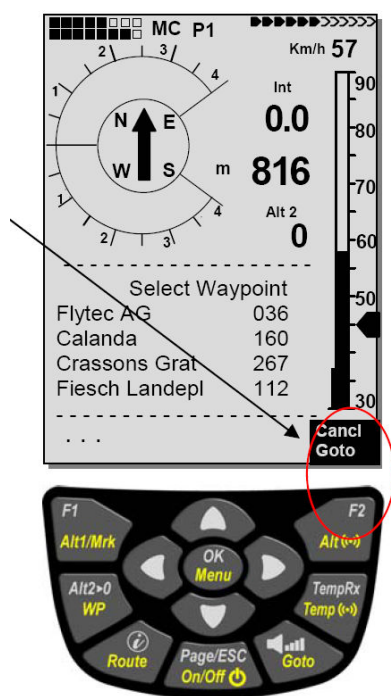 MC P1
Km/h 57
2 3
4
1
Int
0.0
N E
W S
m 816
Alt 2
0
1
2 3
4
90
80
70
60
50
60
30
Select Waypoint
Flytec AG 036
Calanda 160
Crassons Grat 267
Fiesch Landepl 112
. . .
Cancl
Goto
F1
Alt1/Mrk
F2
Alt ((•))
OK
Menu
Alt2▸0
WP
TempRx
Temp ((•))
i
Route
Page/ESC
On/Off
Goto